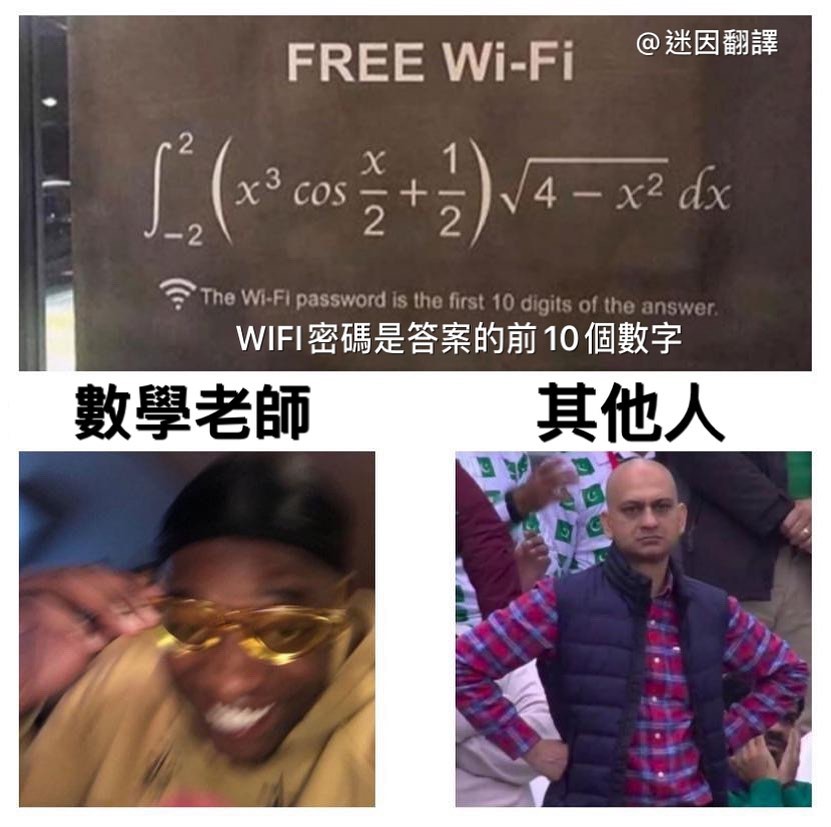 @迷因翻譯
FREE Wi-Fi
∫₋₂² (x³ cos x/2 + 1/2) √(4 − x²) dx
The Wi-Fi password is the first 10 digits of the answer.
WIFI密碼是答案的前10個數字
數學老師
其他人